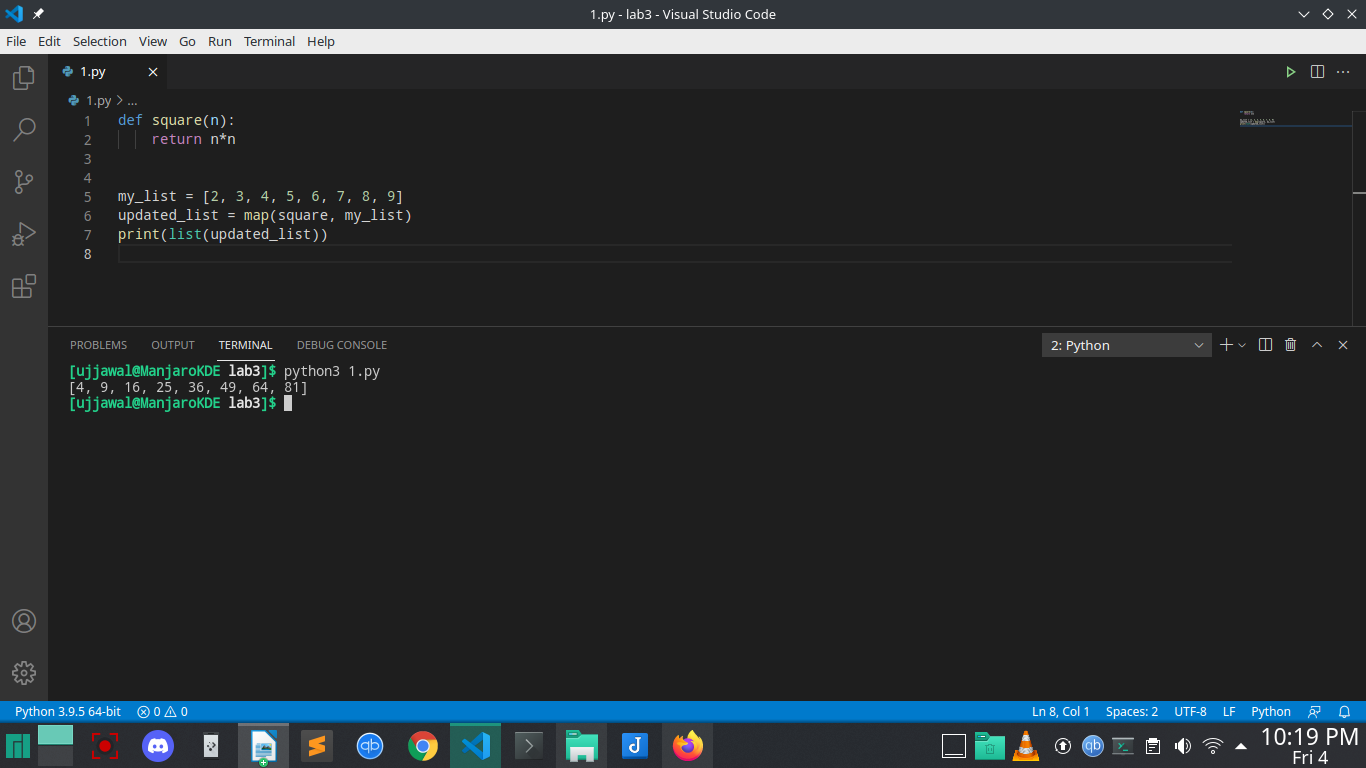 1.py - lab3 - Visual Studio Code
File Edit Selection View Go Run Terminal Help
1.py
1.py > ...
1 def square(n):
2     return n*n
3
4
5 my_list = [2, 3, 4, 5, 6, 7, 8, 9]
6 updated_list = map(square, my_list)
7 print(list(updated_list))
8
PROBLEMS OUTPUT TERMINAL DEBUG CONSOLE 2: Python
[ujjawal@ManjaroKDE lab3]$ python3 1.py
[4, 9, 16, 25, 36, 49, 64, 81]
[ujjawal@ManjaroKDE lab3]$
Python 3.9.5 64-bit 0 0 Ln 8, Col 1 Spaces: 2 UTF-8 LF Python
qb qb 10:19 PM
Fri 4